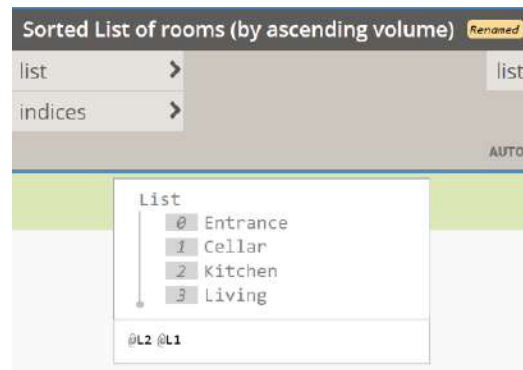 Sorted List of rooms (by ascending volume) Renamed
list > list
indices >
AUTO
List
0 Entrance
1 Cellar
2 Kitchen
3 Living
@L2 @L1